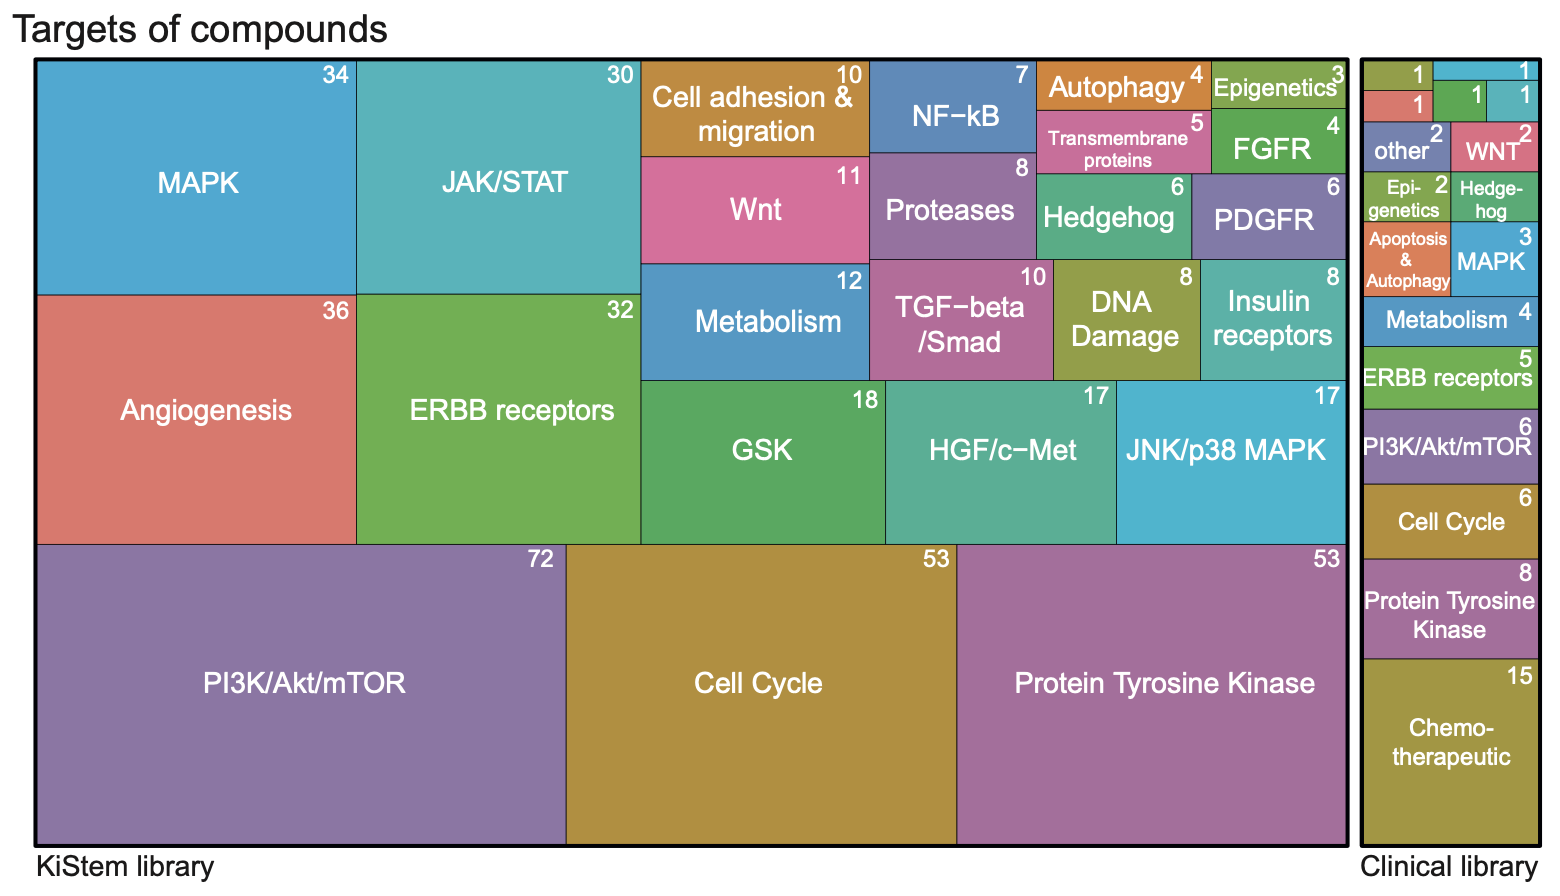 Targets of compounds
34
MAPK
30
JAK/STAT
36
Angiogenesis
32
ERBB receptors
10
Cell adhesion &
migration
11
Wnt
12
Metabolism
7
NF−kB
8
Proteases
4
Autophagy
3
Epigenetics
5
Transmembrane
proteins
4
FGFR
6
Hedgehog
6
PDGFR
10
TGF−beta
/Smad
8
DNA
Damage
8
Insulin
receptors
18
GSK
17
HGF/c−Met
17
JNK/p38 MAPK
72
PI3K/Akt/mTOR
53
Cell Cycle
53
Protein Tyrosine Kinase
KiStem library
1
1
1
1
1
2
other
2
WNT
2
Epi-
genetics
Hedge-
hog
Apoptosis
&
Autophagy
3
MAPK
4
Metabolism
5
ERBB receptors
6
PI3K/Akt/mTOR
6
Cell Cycle
8
Protein Tyrosine
Kinase
15
Chemo-
therapeutic
Clinical library